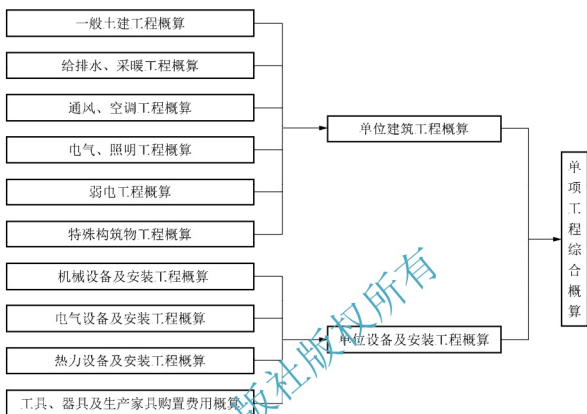 一般土建工程概算
给排水、采暖工程概算
通风、空调工程概算
电气、照明工程概算
弱电工程概算
特殊构筑物工程概算
机械设备及安装工程概算
电气设备及安装工程概算
热力设备及安装工程概算
工具、器具及生产家具购置费用概算
单位建筑工程概算
单位设备及安装工程概算
单项工程综合概算
版社版权所有